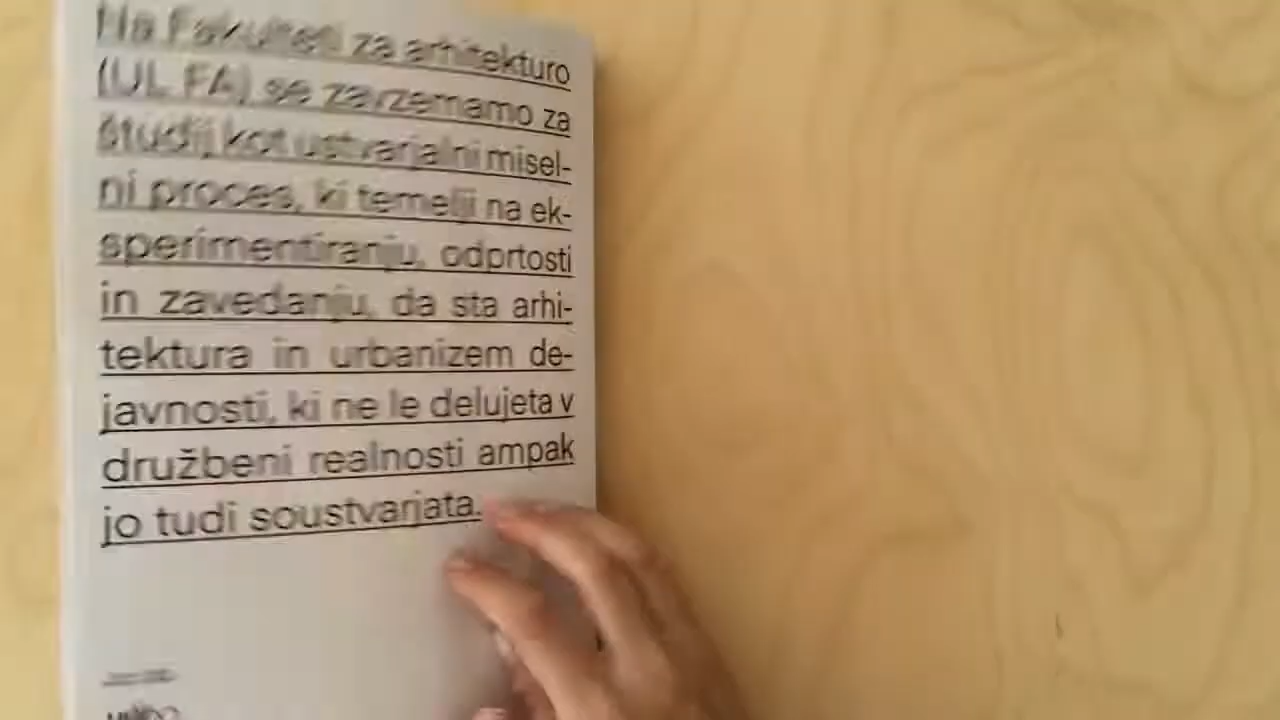 Na Fakulteti za arhitekturo
(UL FA) se zavzemamo za
študij kot ustvarjalni misel-
ni proces, ki temelji na ek-
sperimentiranju, odprtosti
in zavedanju, da sta arhi-
tektura in urbanizem de-
javnosti, ki ne le delujeta v
družbeni realnosti ampak
jo tudi soustvarjata.